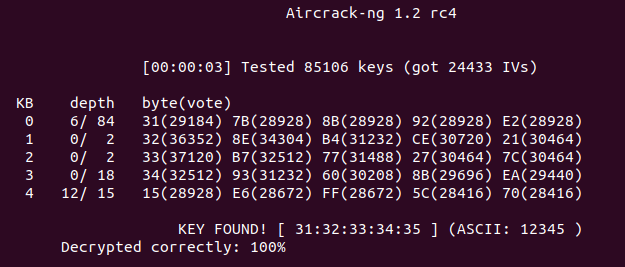 Aircrack-ng 1.2 rc4
[00:00:03] Tested 85106 keys (got 24433 IVs)
KB depth byte(vote)
0 6/ 84 31(29184) 7B(28928) 8B(28928) 92(28928) E2(28928)
1 0/ 2 32(36352) 8E(34304) B4(31232) CE(30720) 21(30464)
2 0/ 2 33(37120) B7(32512) 77(31488) 27(30464) 7C(30464)
3 0/ 18 34(32512) 93(31232) 60(30208) 8B(29696) EA(29440)
4 12/ 15 15(28928) E6(28672) FF(28672) 5C(28416) 70(28416)
KEY FOUND! [ 31:32:33:34:35 ] (ASCII: 12345 )
Decrypted correctly: 100%